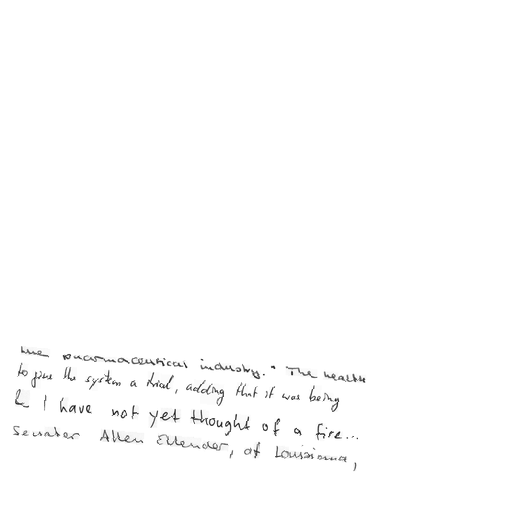 the pharmaceutical industry." The health
to give the system a trial, adding that it was being
& I have not yet thought of a fire...
Senator Allen Ellender, of Louisiana,